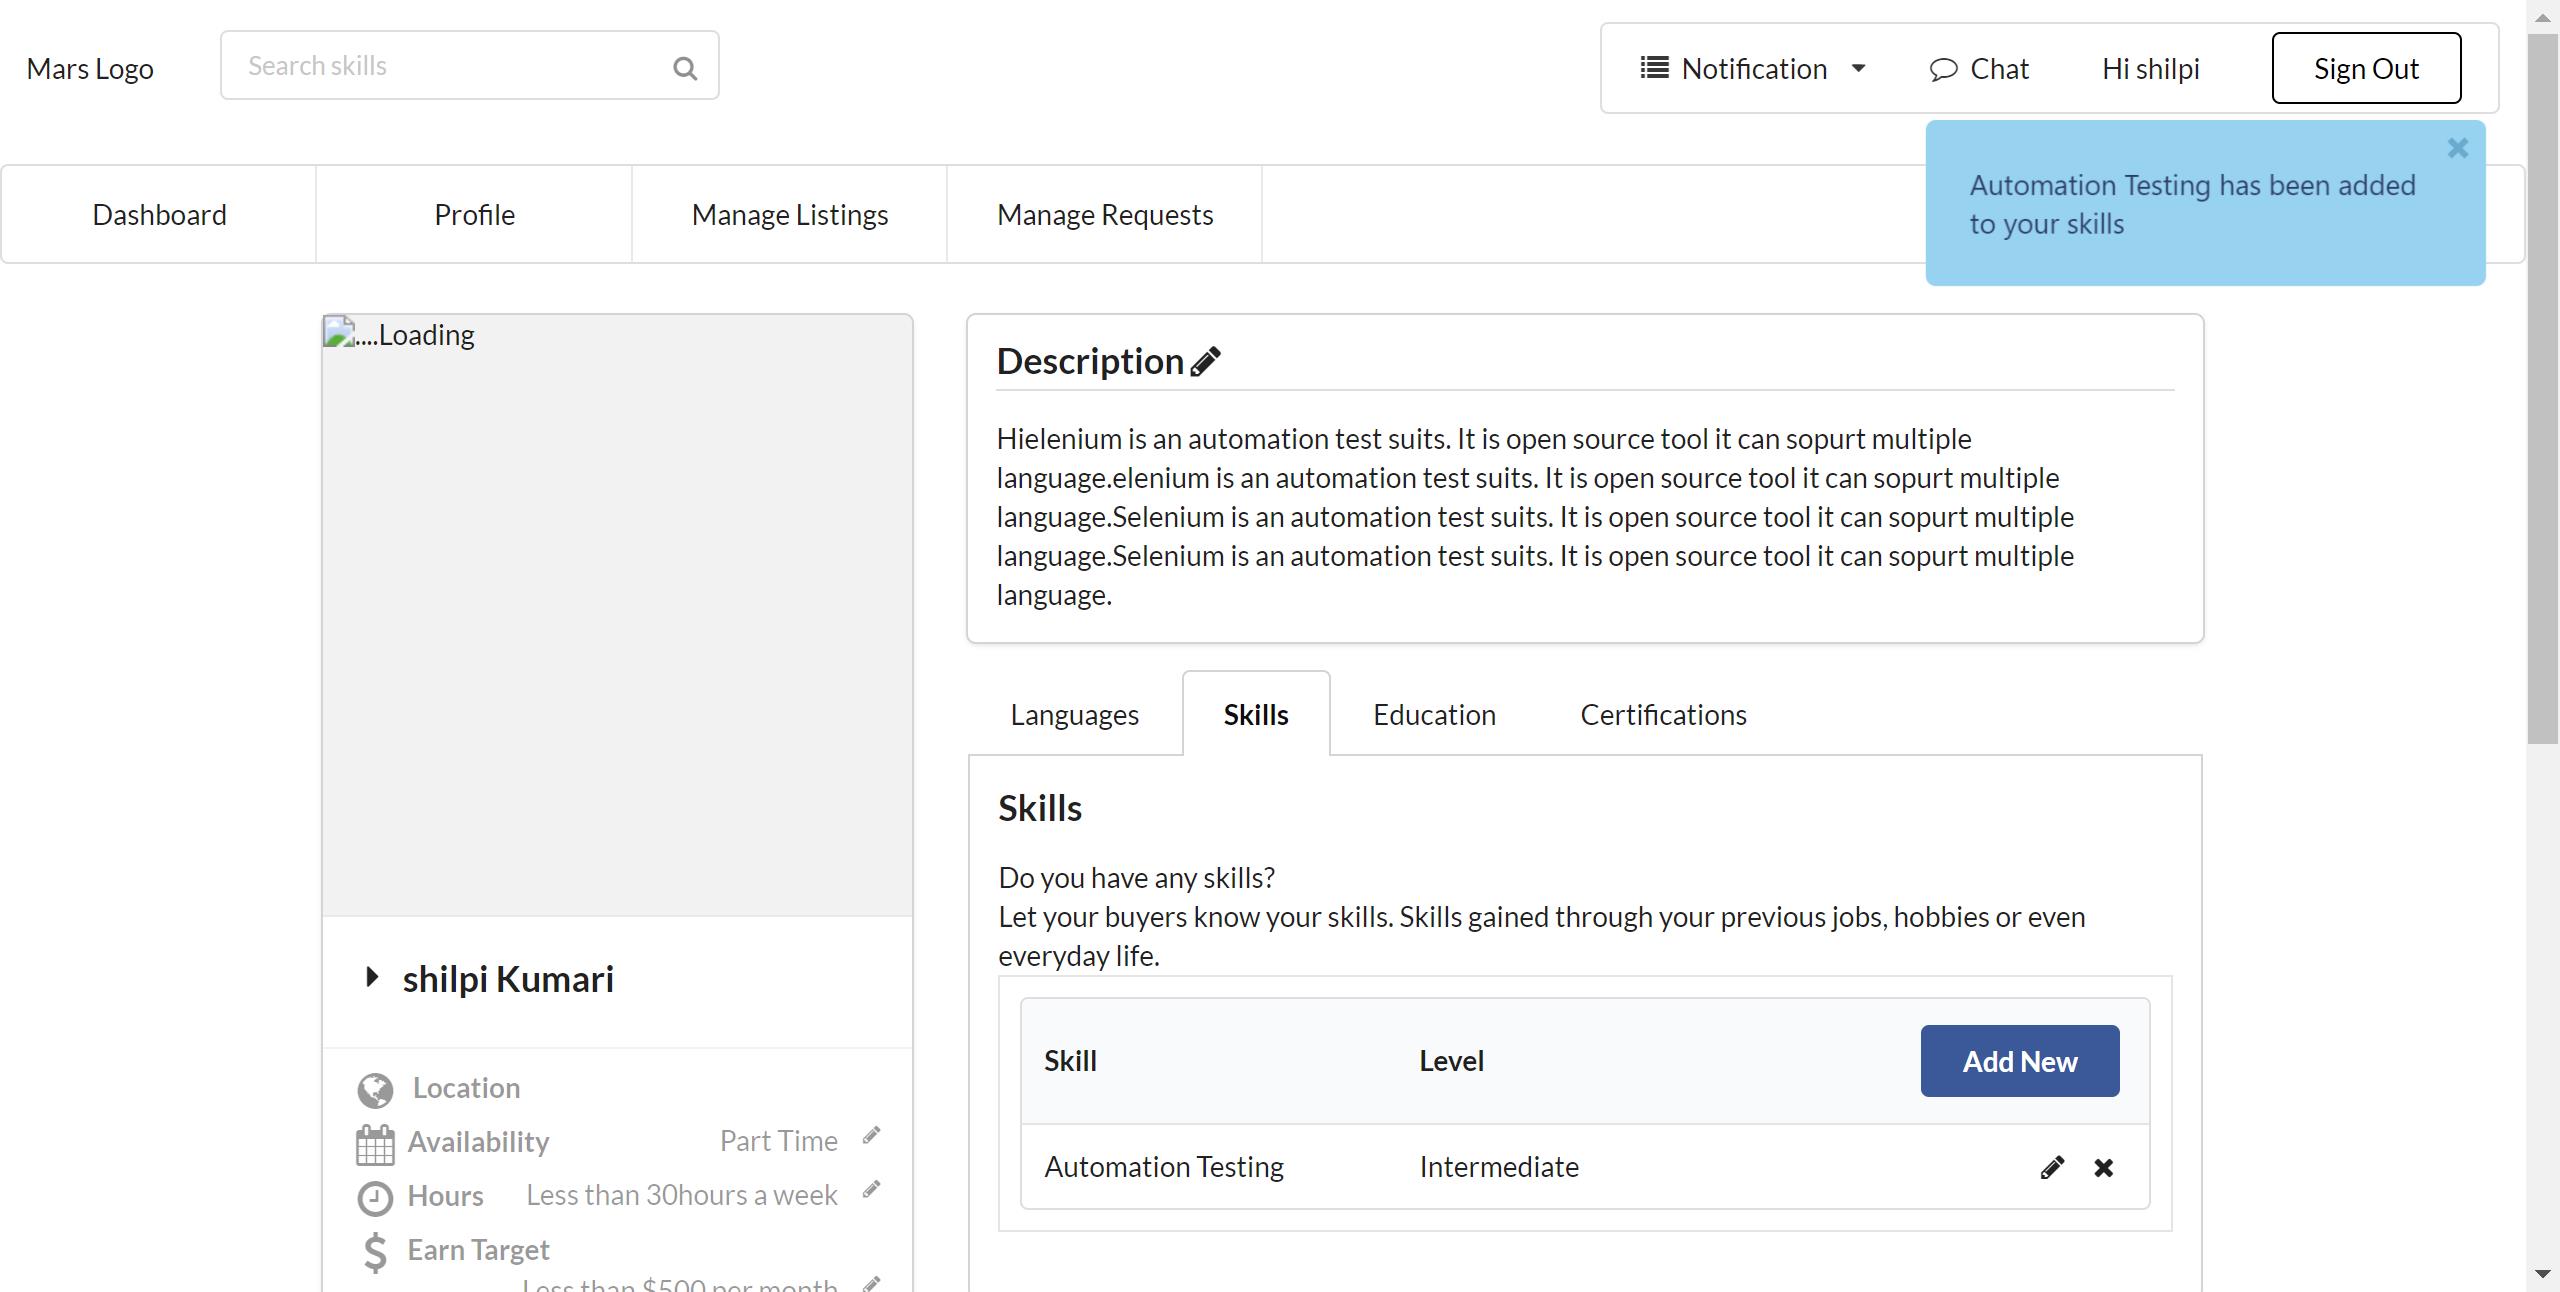 Mars Logo
Search skills
Notification
Chat
Hi shilpi
Sign Out
Dashboard
Profile
Manage Listings
Manage Requests
Automation Testing has been added
to your skills
....Loading
shilpi Kumari
Location
Availability
Part Time
Hours
Less than 30hours a week
Earn Target
Less than $500 per month
Description
Hielenium is an automation test suits. It is open source tool it can sopurt multiple
language.elenium is an automation test suits. It is open source tool it can sopurt multiple
language.Selenium is an automation test suits. It is open source tool it can sopurt multiple
language.Selenium is an automation test suits. It is open source tool it can sopurt multiple
language.
Languages
Skills
Education
Certifications
Skills
Do you have any skills?
Let your buyers know your skills. Skills gained through your previous jobs, hobbies or even
everyday life.
Skill
Level
Add New
Automation Testing
Intermediate